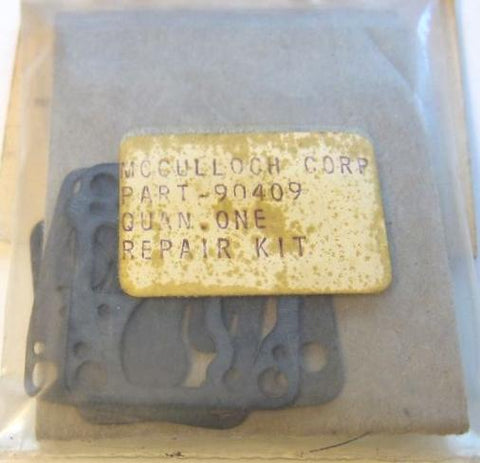 MCCULLOCH CORP
PART-90409
QUAN.ONE
REPAIR KIT